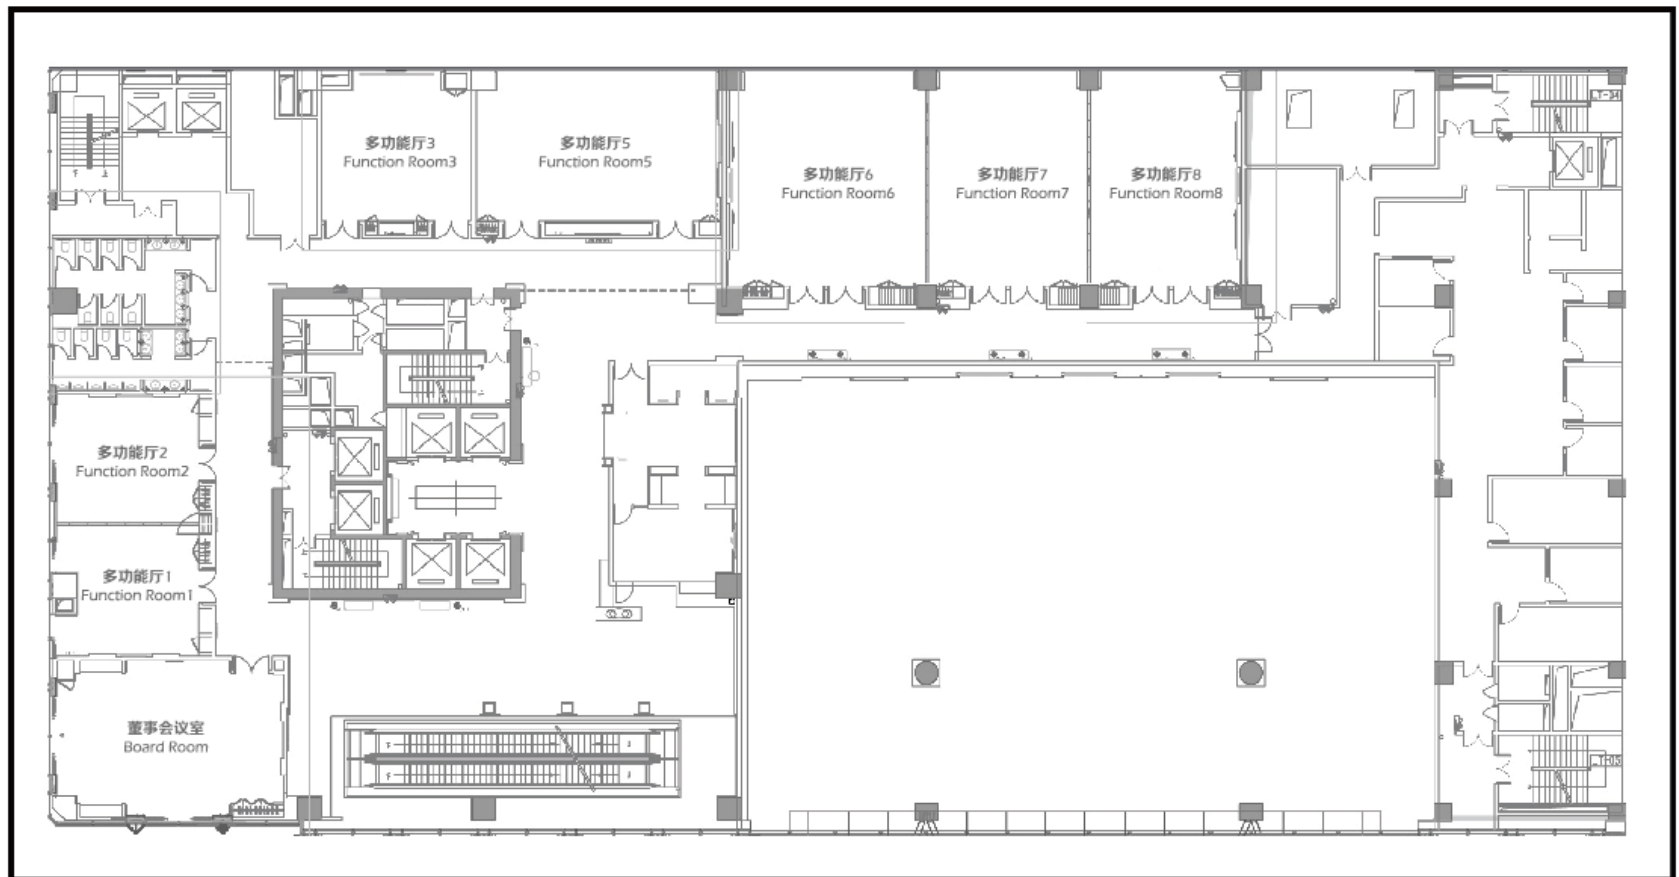 多功能厅3
Function Room3
多功能厅5
Function Room5
多功能厅6
Function Room6
多功能厅7
Function Room7
多功能厅8
Function Room8
多功能厅2
Function Room2
多功能厅1
Function Room1
董事会议室
Board Room